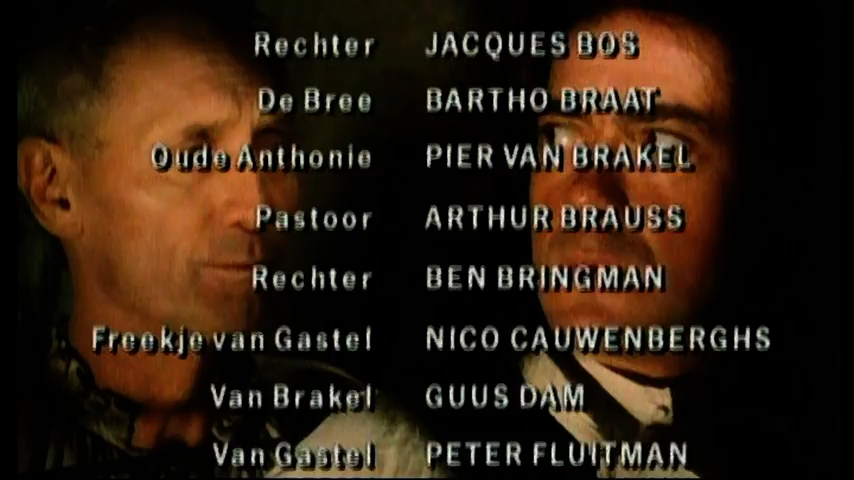 Rechter JACQUES BOS
De Bree BARTHO BRAAT
Oude Anthonie PIER VAN BRAKEL
Pastoor ARTHUR BRAUSS
Rechter BEN BRINGMAN
Freekje van Gastel NICO CAUWENBERGHS
Van Brakel GUUS DAM
Van Gastel PETER FLUITMAN